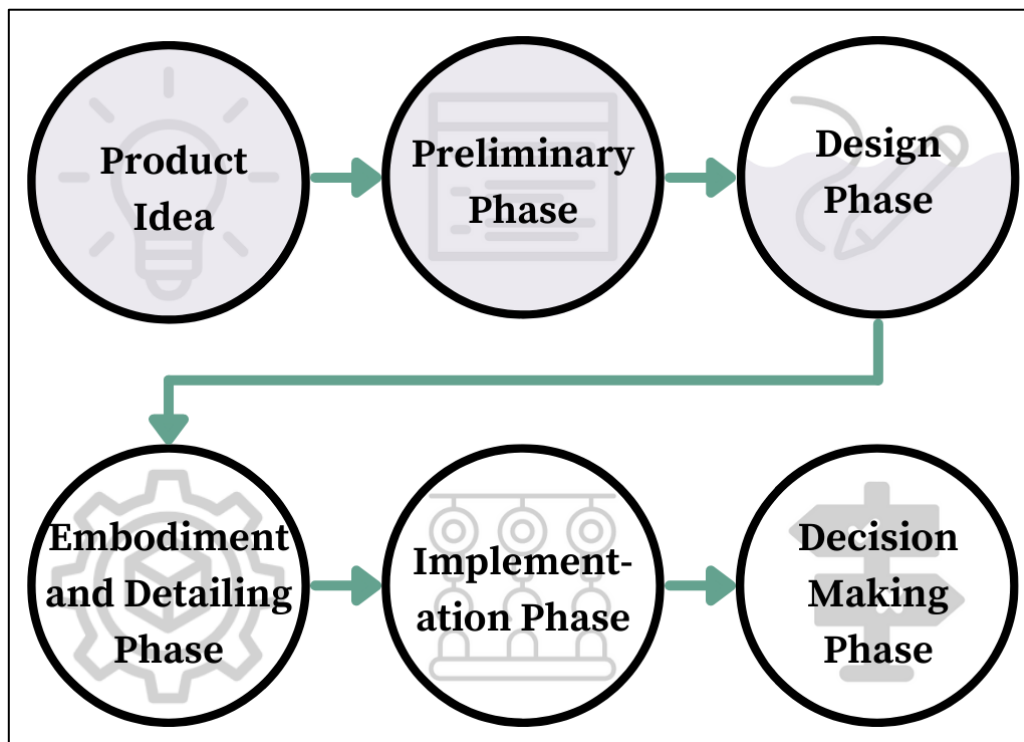 Product
Idea
Preliminary
Phase
Design
Phase
Embodiment
and Detailing
Phase
Implement-
ation Phase
Decision
Making
Phase